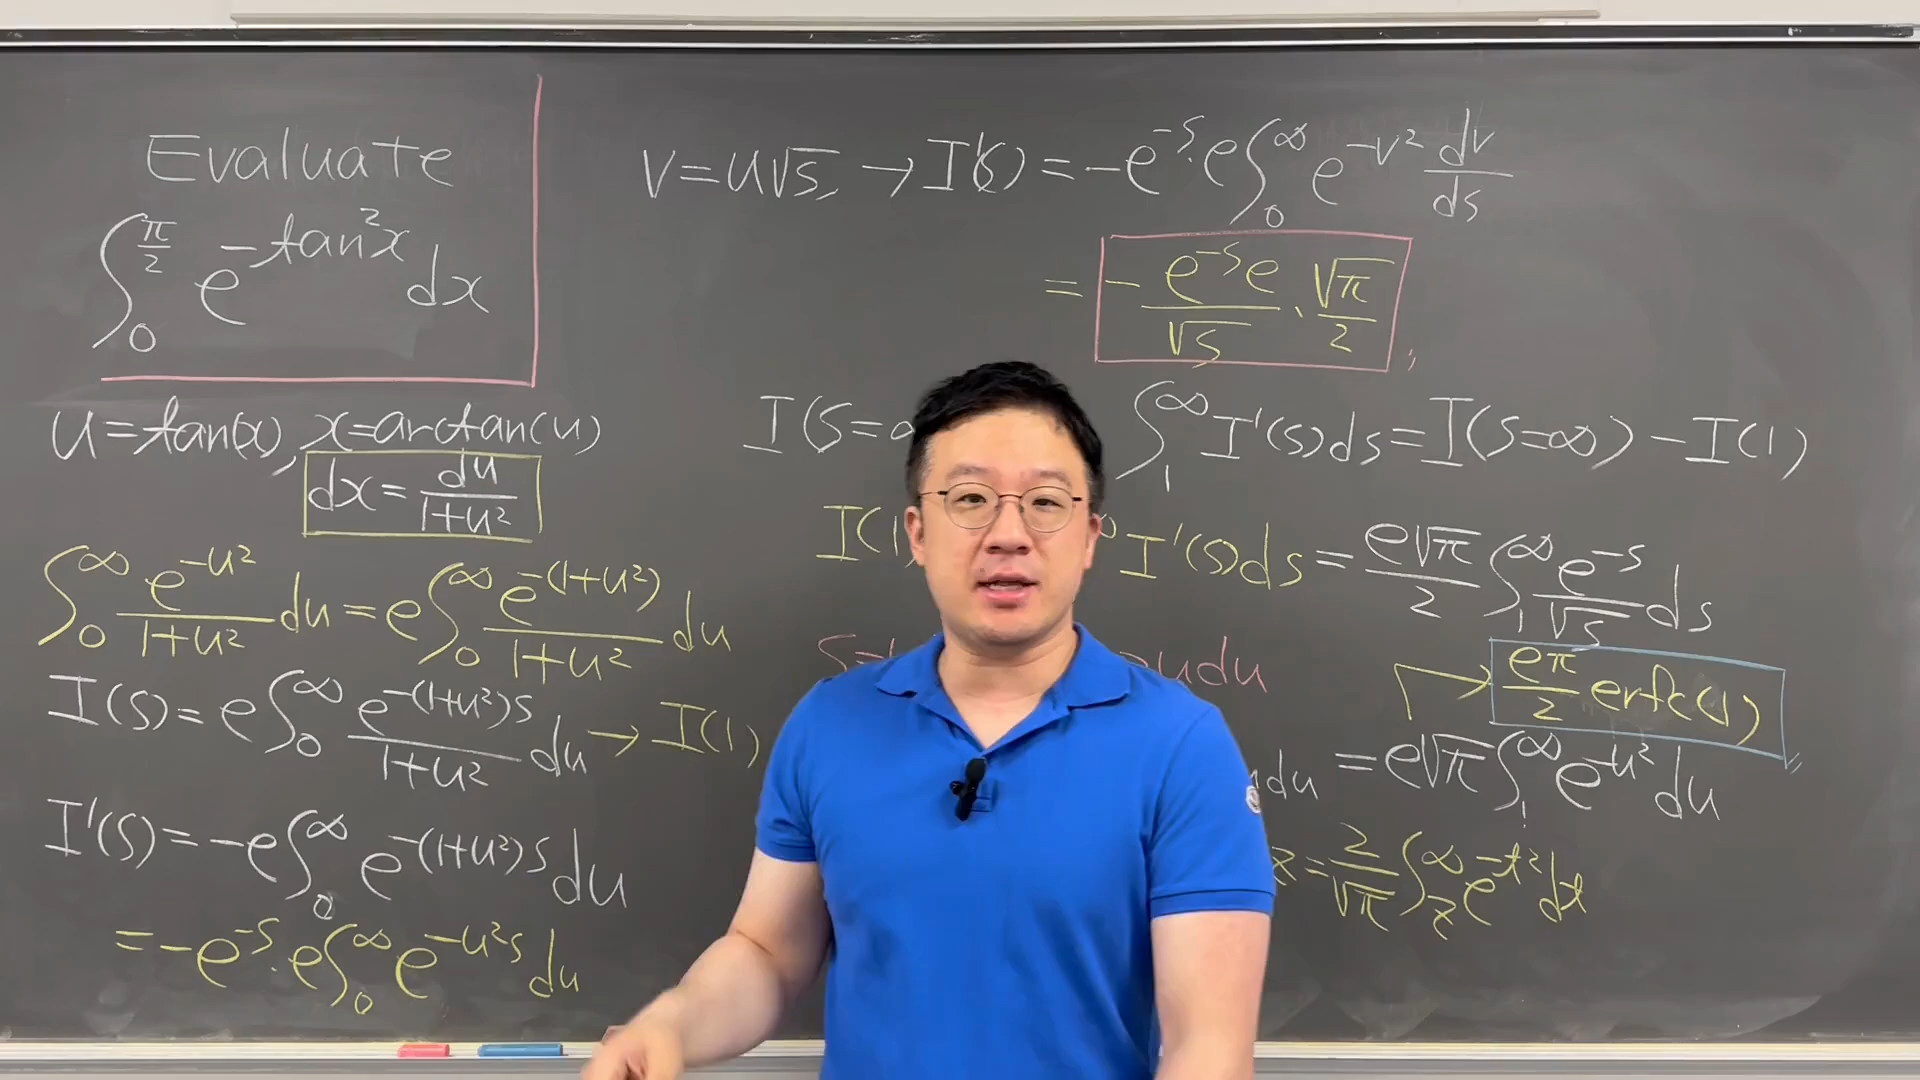 Evaluate
∫₀^{π/2} e^{-tan²x} dx
u=tan(x), x=arctan(u)
dx = du/(1+u²)
∫₀^∞ e^{-u²}/(1+u²) du = e∫₀^∞ e^{-(1+u²)}/(1+u²) du
I(s) = e∫₀^∞ e^{-(1+u²)s}/(1+u²) du → I(1)
I'(s) = -e∫₀^∞ e^{-(1+u²)s} du
= -e^{-s}·e∫₀^∞ e^{-u²s} du
v=u√s, → I'(s) = -e^{-s}·e∫₀^∞ e^{-v²} dv/ds
= - e^{-s}e/√s · √π/2,
I(s= ∫₁^∞ I'(s)ds = I(s=∞) - I(1)
I(1 I'(s)ds = e√π/2 ∫₁^∞ e^{-s}/√s ds
s= udu → eπ/2 erfc(1)
du = e√π∫₁^∞ e^{-u²} du
z = 2/√π ∫_z^∞ e^{-t²} dt